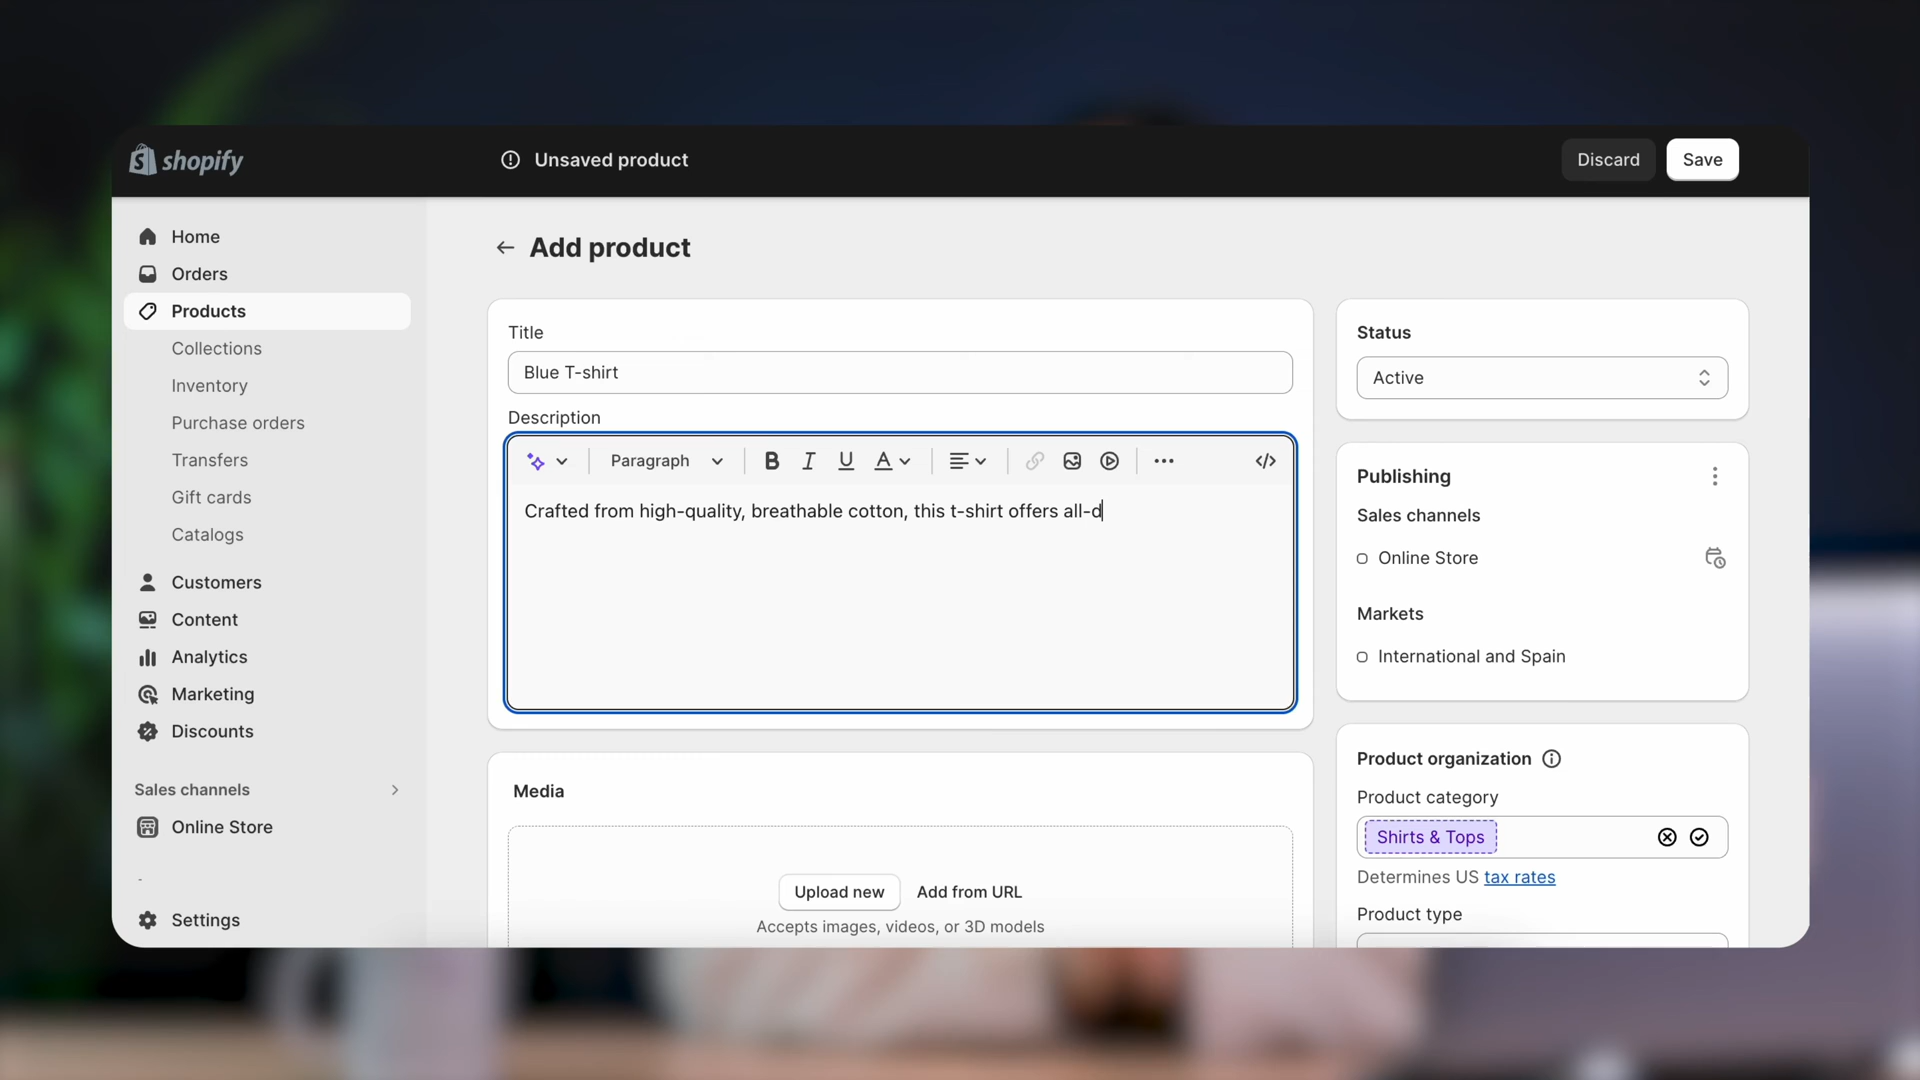 shopify
Unsaved product
Discard
Save
Home
Orders
Products
Collections
Inventory
Purchase orders
Transfers
Gift cards
Catalogs
Customers
Content
Analytics
Marketing
Discounts
Sales channels
Online Store
Settings
Add product
Title
Blue T-shirt
Description
Paragraph
B I U A
Crafted from high-quality, breathable cotton, this t-shirt offers all-d
Media
Upload new Add from URL
Accepts images, videos, or 3D models
Status
Active
Publishing
Sales channels
Online Store
Markets
International and Spain
Product organization
Product category
Shirts & Tops
Determines US tax rates
Product type